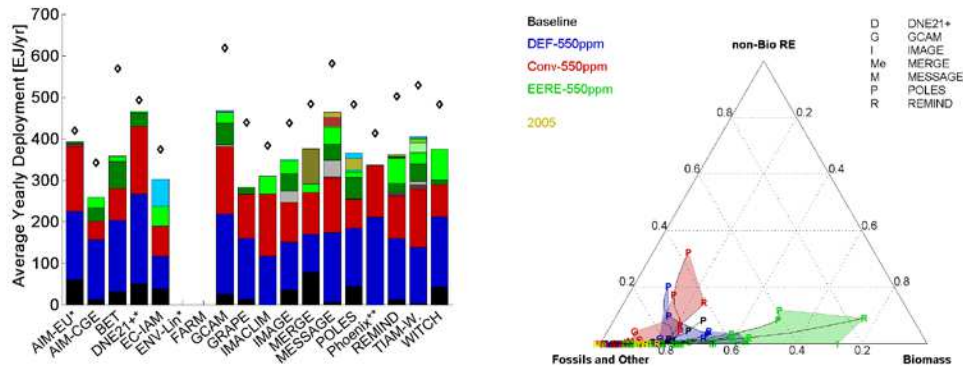 Average Yearly Deployment [EJ/yr]
700
600
500
400
300
200
100
0
AIM-EU*
AIM-CGE
BET
DNE21+*
EC-IAM
ENV-Lin*
FARM
GCAM
GRAPE
IMACLIM
IMAGE
MERGE
MESSAGE
POLES
Phoenix**
REMIND
TIAM-W.
WITCH
Baseline
DEF-550ppm
Conv-550ppm
EERE-550ppm
2005
non-Bio RE
D DNE21+
G GCAM
I IMAGE
Me MERGE
M MESSAGE
P POLES
R REMIND
0.8 0.2
0.4 0.6
0.2 0.8
0.8 0.6 0.4 0.2
Fossils and Other
Biomass
P
P R
P
P
R
P R
P